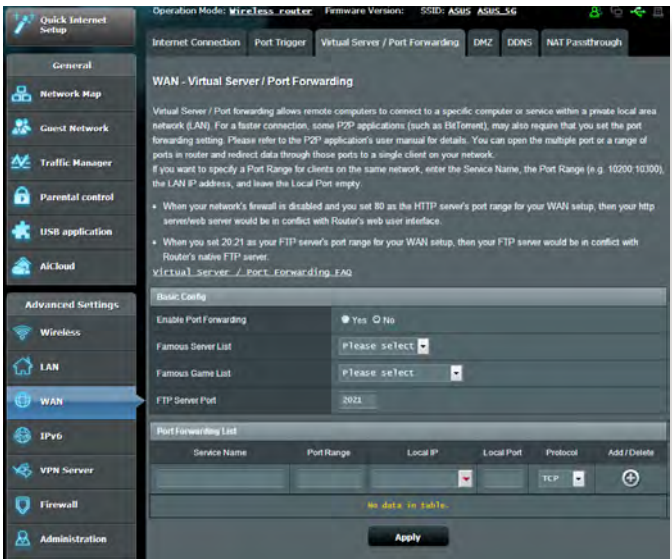 Quick Internet
Setup
Operation Mode: Wireless router Firmware Version: SSID: ASUS ASUS_5G
Internet Connection Port Trigger Virtual Server / Port Forwarding DMZ DDNS NAT Passthrough
General
Network Map
Guest Network
Traffic Manager
Parental control
USB application
AiCloud
Advanced Settings
Wireless
LAN
WAN
IPv6
VPN Server
Firewall
Administration
WAN - Virtual Server / Port Forwarding
Virtual Server / Port forwarding allows remote computers to connect to a specific computer or service within a private local area
network (LAN). For a faster connection, some P2P applications (such as BitTorrent), may also require that you set the port
forwarding setting. Please refer to the P2P application's user manual for details. You can open the multiple port or a range of
ports in router and redirect data through those ports to a single client on your network.
If you want to specify a Port Range for clients on the same network, enter the Service Name, the Port Range (e.g. 10200:10300),
the LAN IP address, and leave the Local Port empty.
• When your network's firewall is disabled and you set 80 as the HTTP server's port range for your WAN setup, then your http
server/web server would be in conflict with Router's web user interface.
• When you set 20:21 as your FTP server's port range for your WAN setup, then your FTP server would be in conflict with
Router's native FTP server.
Virtual Server / Port Forwarding FAQ
Basic Config
Enable Port Forwarding Yes No
Famous Server List Please select
Famous Game List Please select
FTP Server Port 2021
Port Forwarding List
Service Name Port Range Local IP Local Port Protocol Add / Delete
TCP
No data in table.
Apply